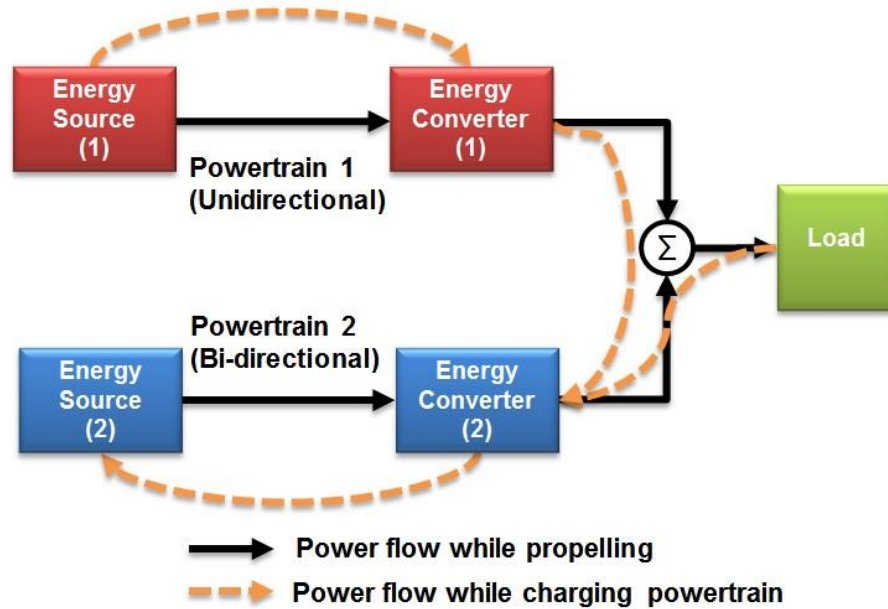 Energy
Source
(1)
Energy
Converter
(1)
Powertrain 1
(Unidirectional)
Σ
Load
Powertrain 2
(Bi-directional)
Energy
Source
(2)
Energy
Converter
(2)
Power flow while propelling
Power flow while charging powertrain